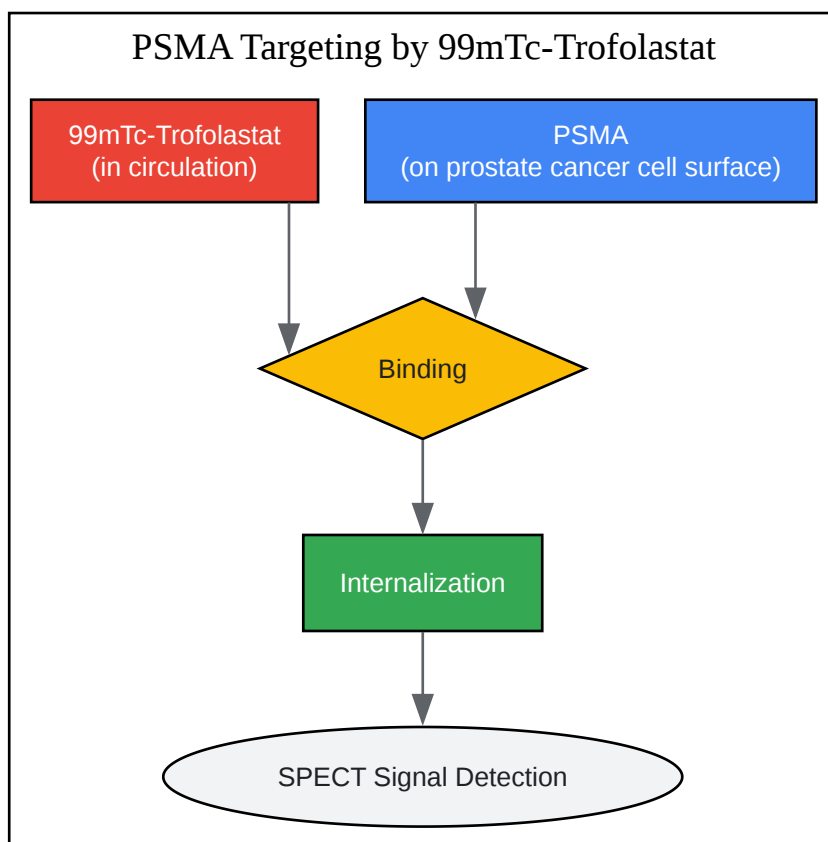 PSMA Targeting by 99mTc-Trofolastat
99mTc-Trofolastat
(in circulation)
PSMA
(on prostate cancer cell surface)
Binding
Internalization
SPECT Signal Detection